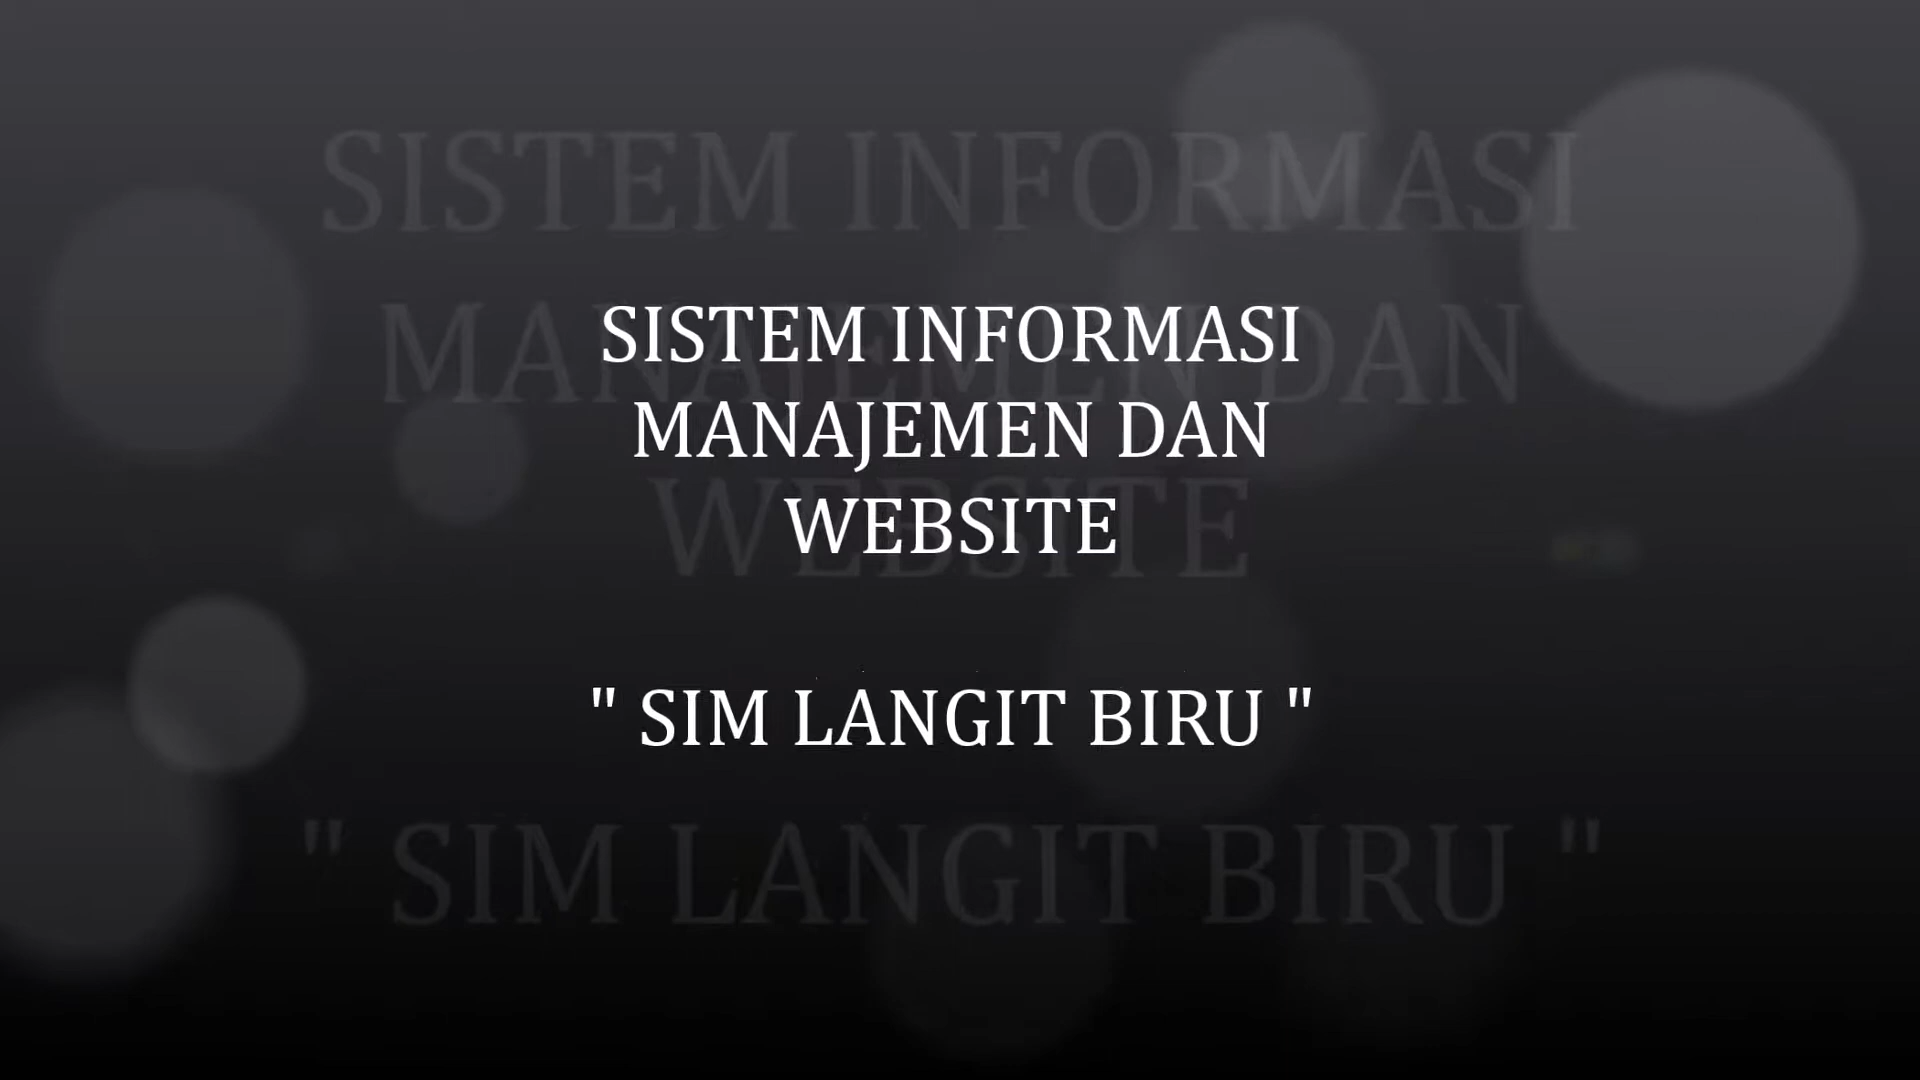 SISTEM INFORMASI
MANAJEMEN DAN
WEBSITE
" SIM LANGIT BIRU "